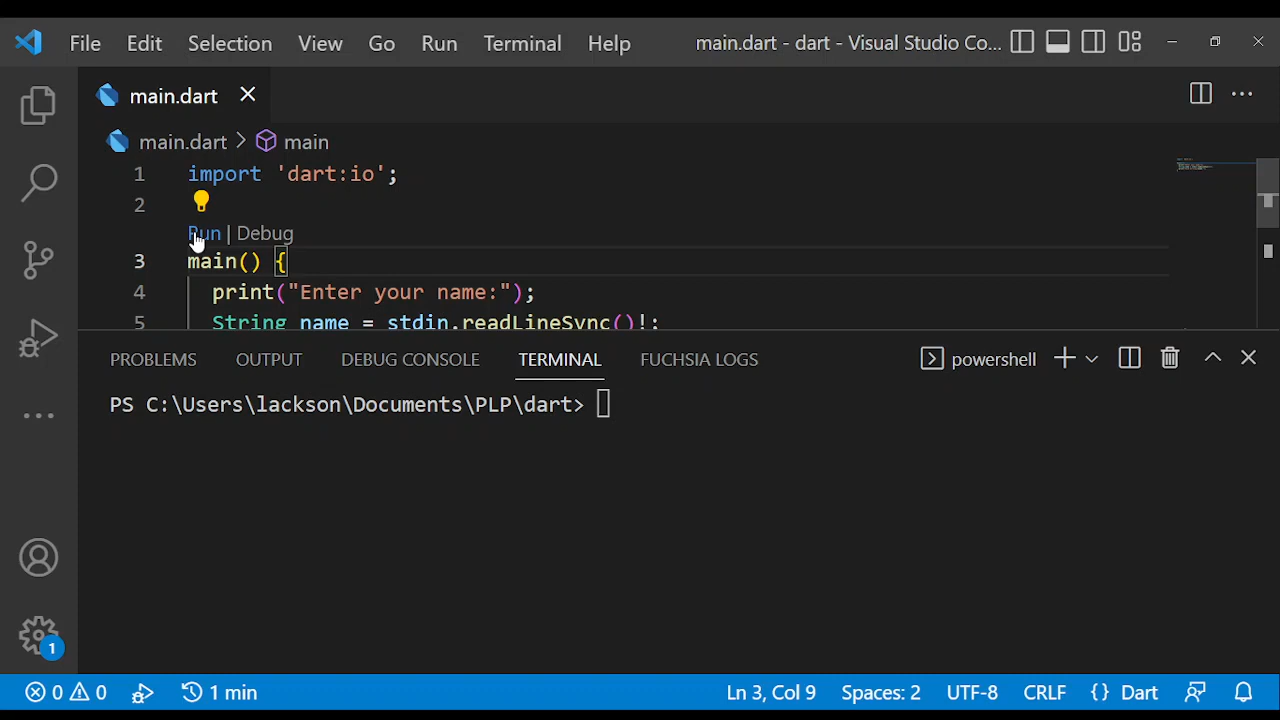 File Edit Selection View Go Run Terminal Help main.dart - dart - Visual Studio Co...
main.dart
main.dart > main
1 import 'dart:io';
2
Run | Debug
3 main() {
4 print("Enter your name:");
5 String name = stdin.readLineSync()!;
PROBLEMS OUTPUT DEBUG CONSOLE TERMINAL FUCHSIA LOGS powershell
PS C:\Users\lackson\Documents\PLP\dart>
1
0 0 1 min Ln 3, Col 9 Spaces: 2 UTF-8 CRLF {} Dart